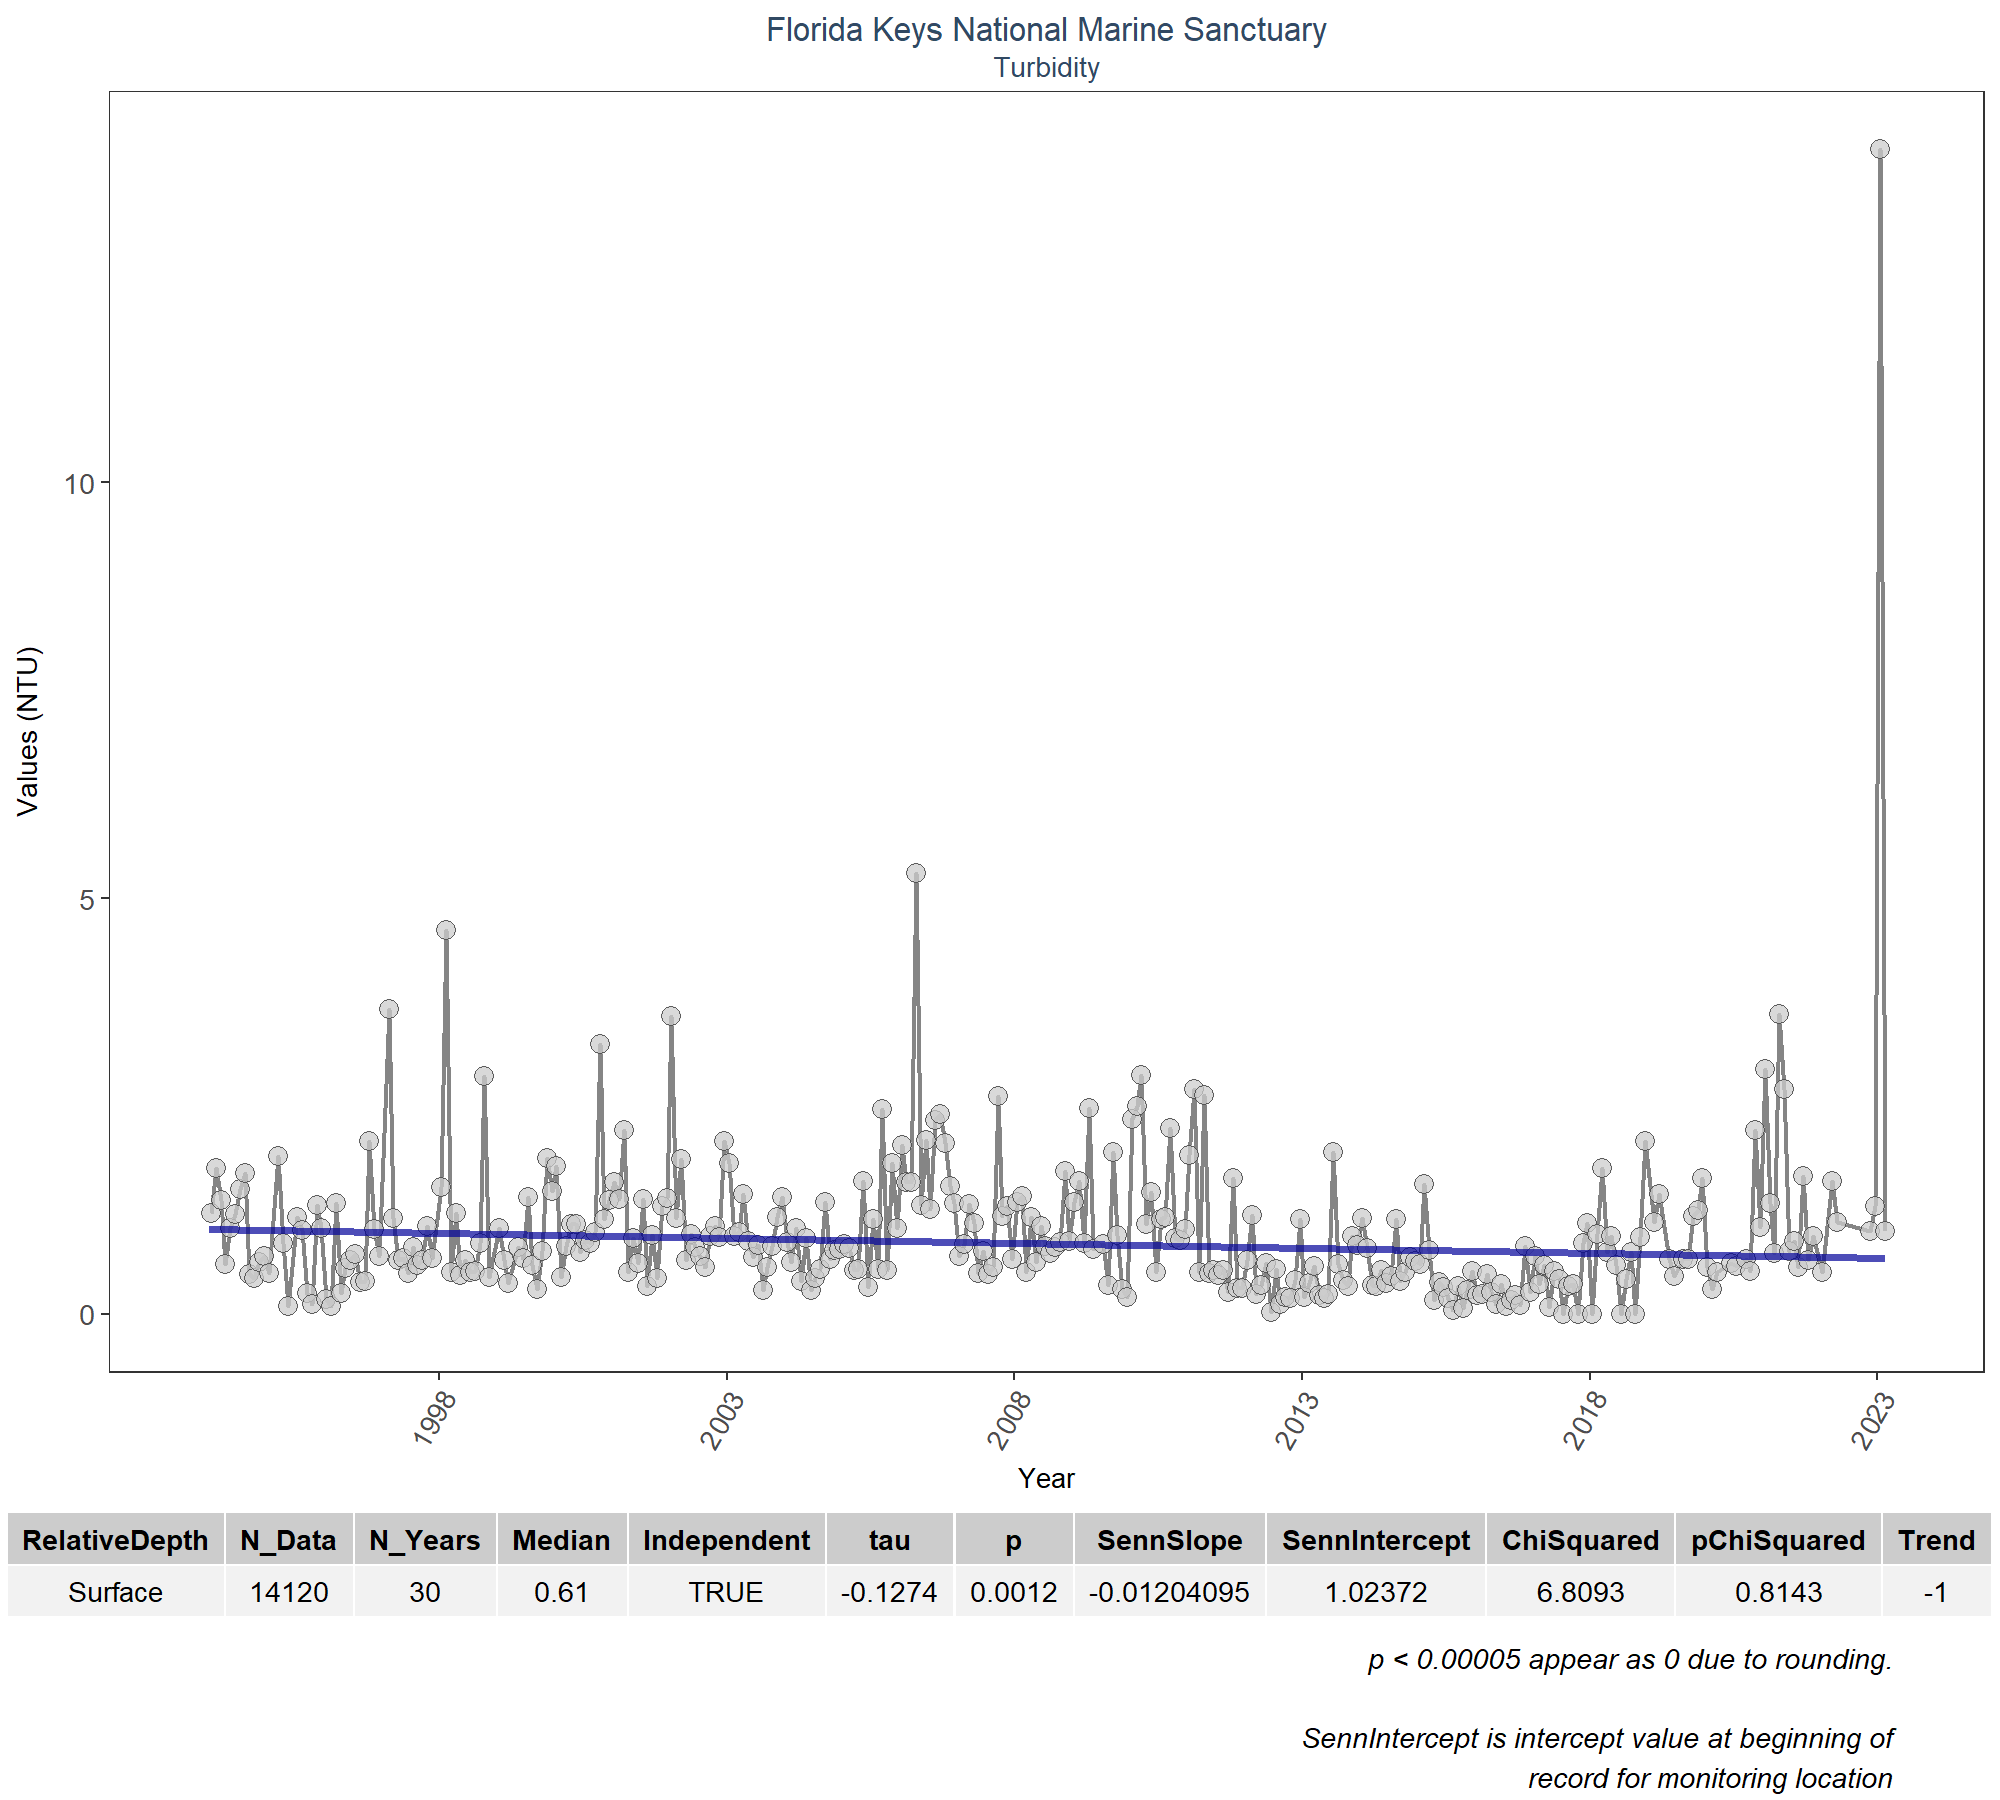 Florida Keys National Marine Sanctuary
Turbidity
Values (NTU)
10
5
0
1998
2003
2008
2013
2018
2023
Year
RelativeDepth N_Data N_Years Median Independent tau p SennSlope SennIntercept ChiSquared pChiSquared Trend
Surface 14120 30 0.61 TRUE -0.1274 0.0012 -0.01204095 1.02372 6.8093 0.8143 -1
p < 0.00005 appear as 0 due to rounding.
SennIntercept is intercept value at beginning of
record for monitoring location